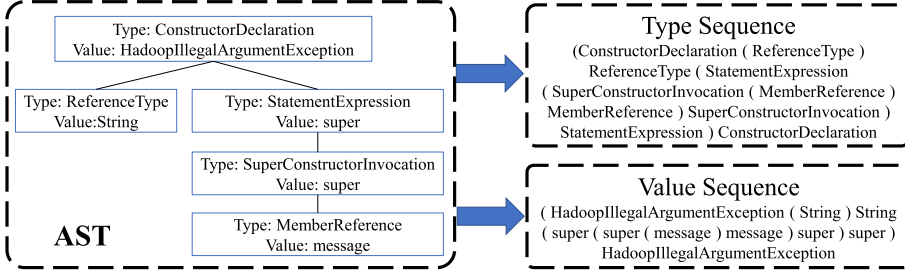 Type: ConstructorDeclaration
Value: HadoopIllegalArgumentException
Type: ReferenceType
Value:String
Type: StatementExpression
Value: super
Type: SuperConstructorInvocation
Value: super
Type: MemberReference
Value: message
AST
Type Sequence
(ConstructorDeclaration ( ReferenceType )
ReferenceType ( StatementExpression
( SuperConstructorInvocation ( MemberReference )
MemberReference ) SuperConstructorInvocation )
StatementExpression ) ConstructorDeclaration
Value Sequence
( HadoopIllegalArgumentException ( String ) String
( super ( super ( message ) message ) super ) super )
HadoopIllegalArgumentException